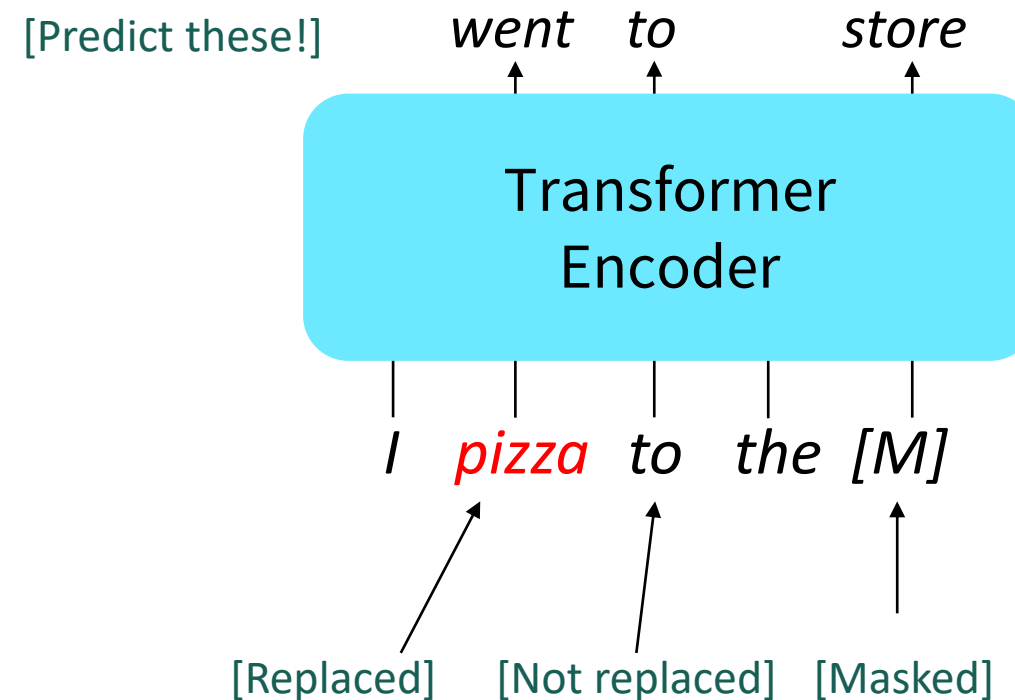 [Predict these!] went to store
Transformer
Encoder
I pizza to the [M]
[Replaced] [Not replaced] [Masked]